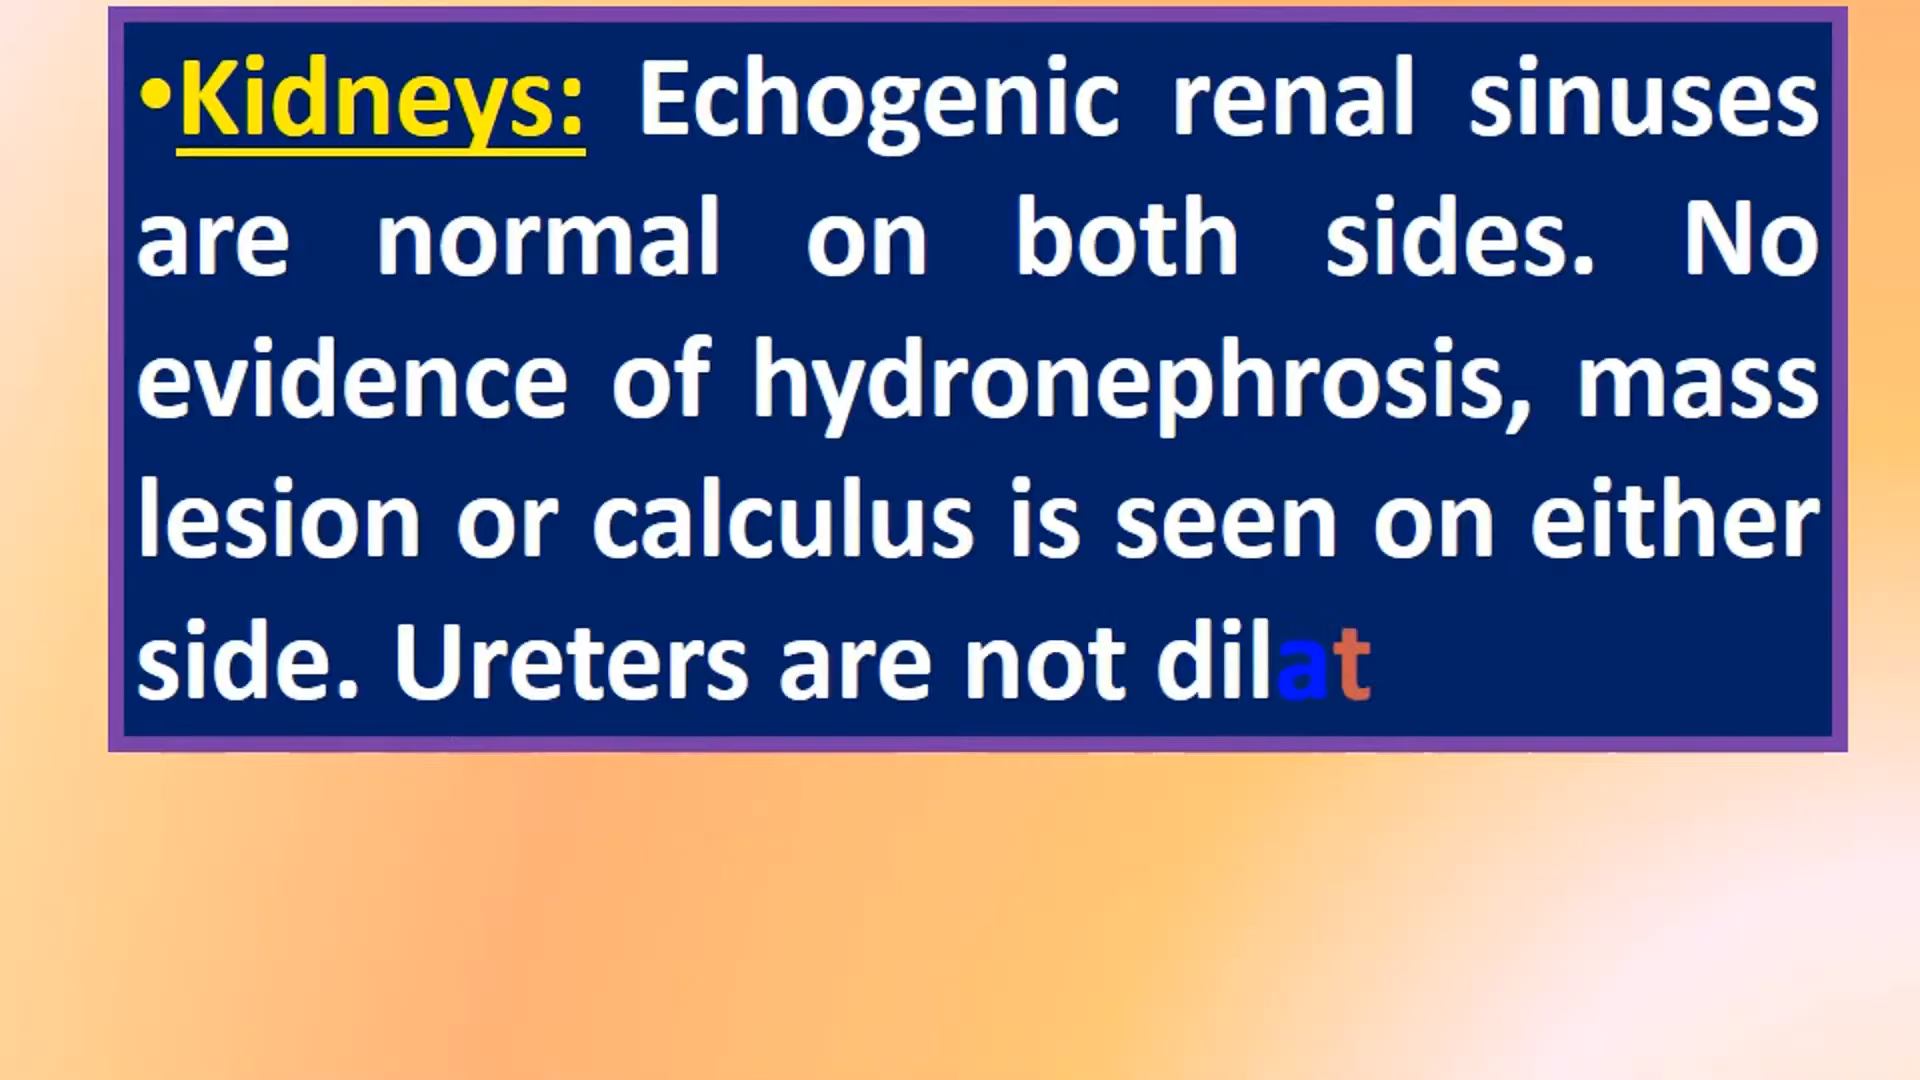 •Kidneys: Echogenic renal sinuses
are normal on both sides. No
evidence of hydronephrosis, mass
lesion or calculus is seen on either
side. Ureters are not dilat